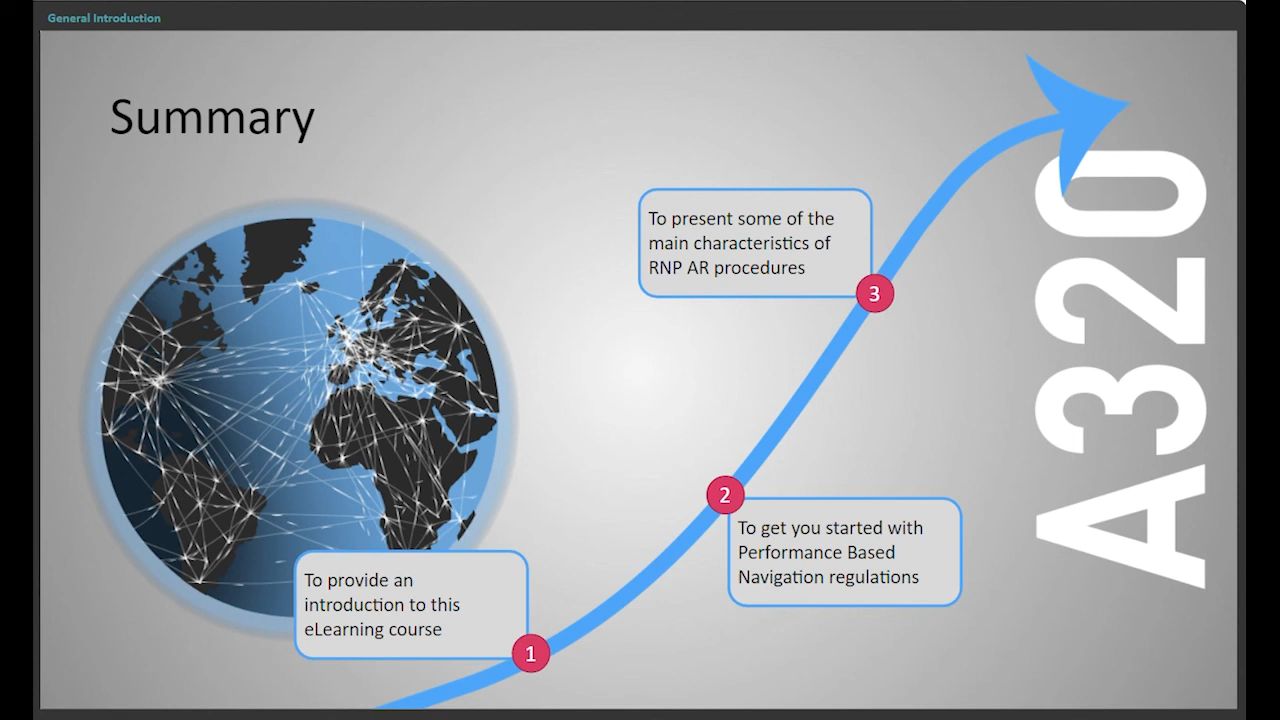 General Introduction
Summary
To provide an
introduction to this
eLearning course
1
2
To get you started with
Performance Based
Navigation regulations
To present some of the
main characteristics of
RNP AR procedures
3
A320